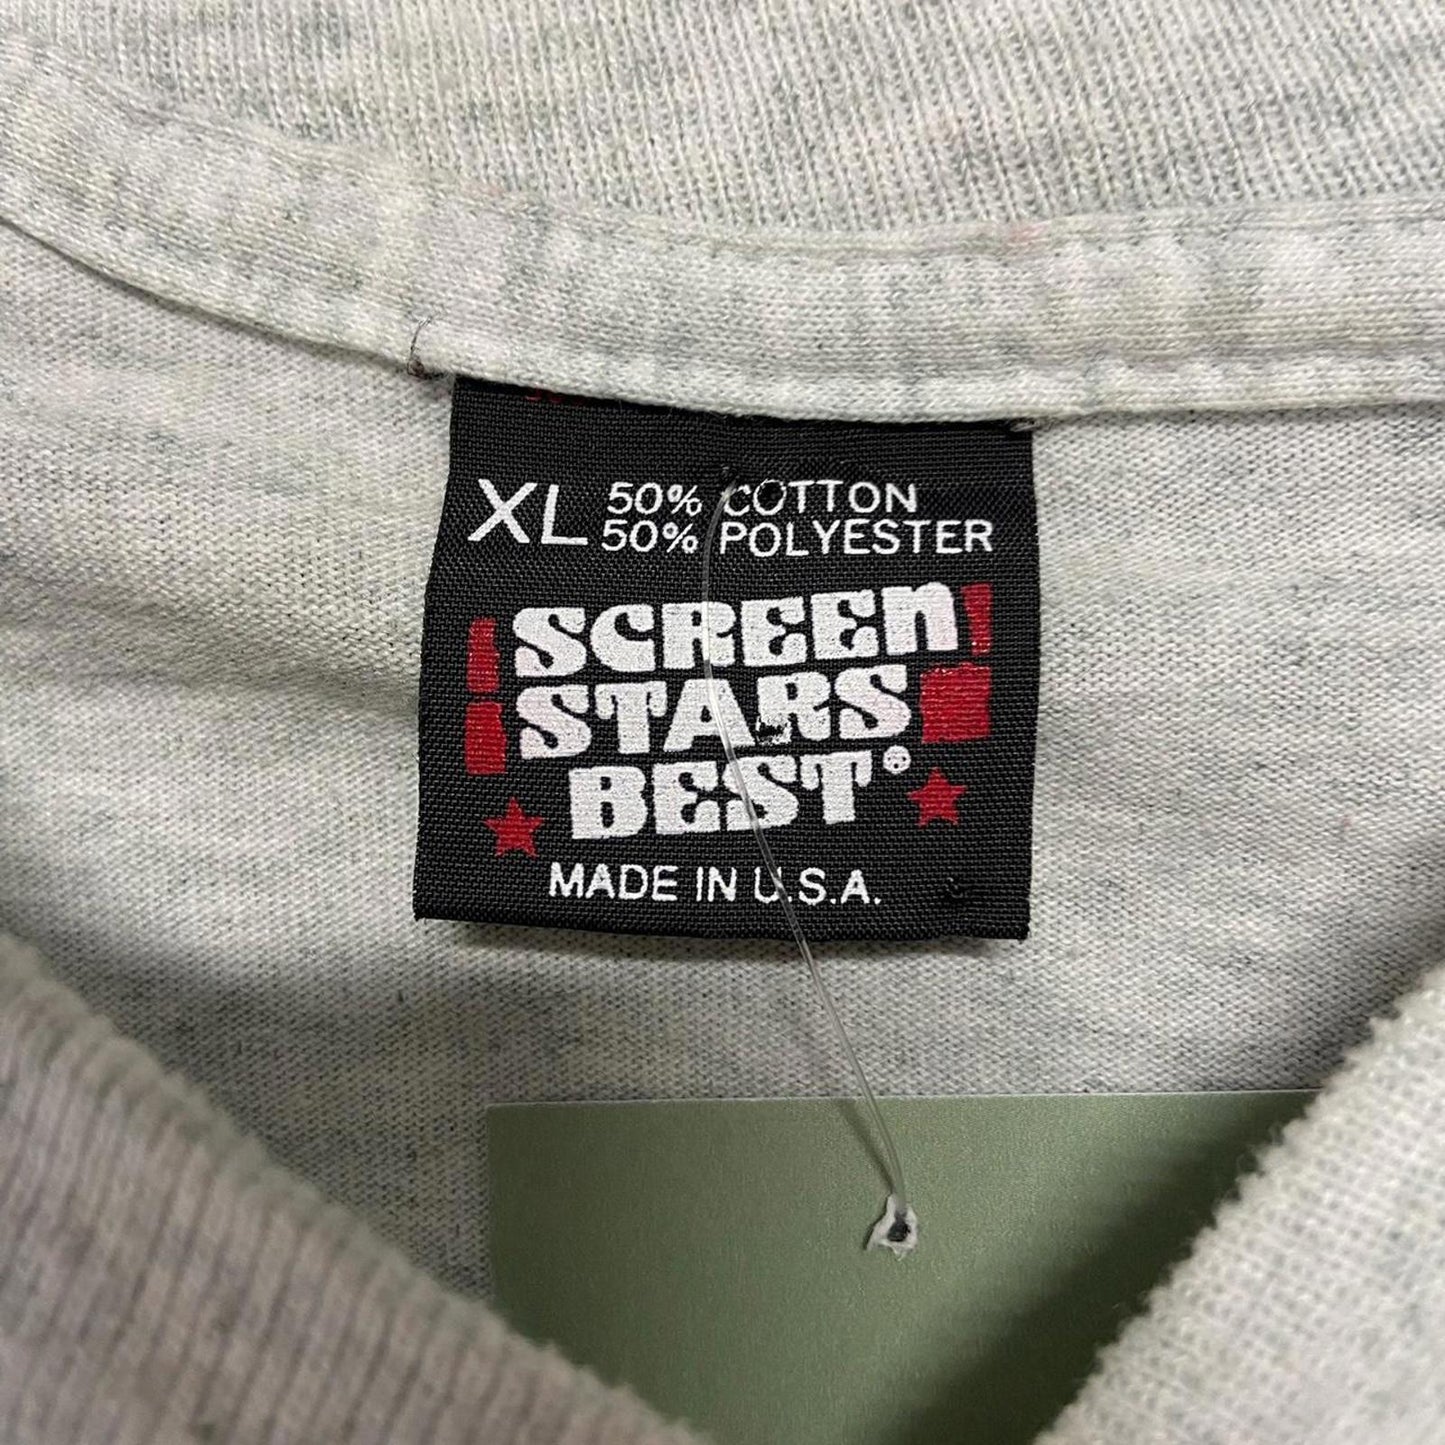 XL 50% COTTON
50% POLYESTER
SCREEN
STARS
BEST®
MADE IN U.S.A.